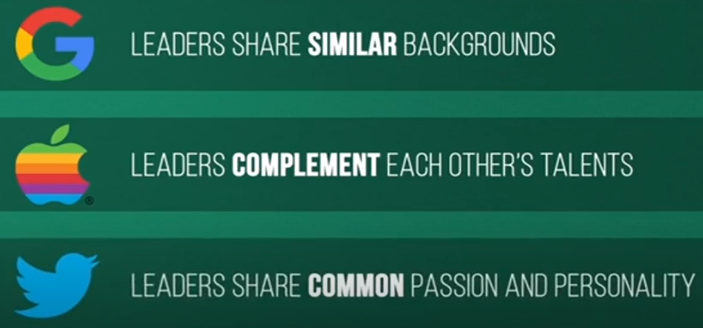 LEADERS SHARE SIMILAR BACKGROUNDS
LEADERS COMPLEMENT EACH OTHER'S TALENTS
LEADERS SHARE COMMON PASSION AND PERSONALITY